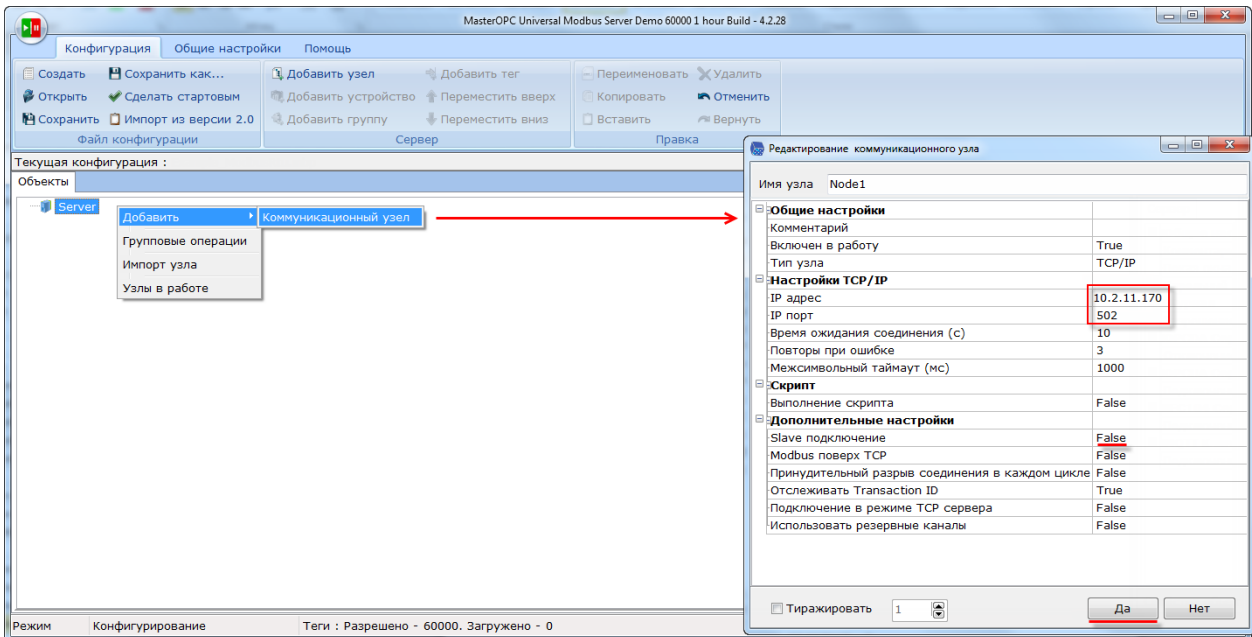 MasterOPC Universal Modbus Server Demo 60000 1 hour Build - 4.2.28
Конфигурация Общие настройки Помощь
Создать Сохранить как... Добавить узел Добавить тег Переименовать Удалить
Открыть Сделать стартовым Добавить устройство Переместить вверх Копировать Отменить
Сохранить Импорт из версии 2.0 Добавить группу Переместить вниз Вставить Вернуть
Файл конфигурации Сервер Правка
Текущая конфигурация :
Объекты
Server
Добавить Коммуникационный узел
Групповые операции
Импорт узла
Узлы в работе
Редактирование коммуникационного узла
Имя узла Node1
Общие настройки
Комментарий
Включен в работу True
Тип узла TCP/IP
Настройки TCP/IP
IP адрес 10.2.11.170
IP порт 502
Время ожидания соединения (с) 10
Повторы при ошибке 3
Межсимвольный таймаут (мс) 1000
Скрипт
Выполнение скрипта False
Дополнительные настройки
Slave подключение False
Modbus поверх TCP False
Принудительный разрыв соединения в каждом цикле False
Отслеживать Transaction ID True
Подключение в режиме TCP сервера False
Использовать резервные каналы False
Тиражировать 1 Да Нет
Режим Конфигурирование Теги : Разрешено - 60000. Загружено - 0